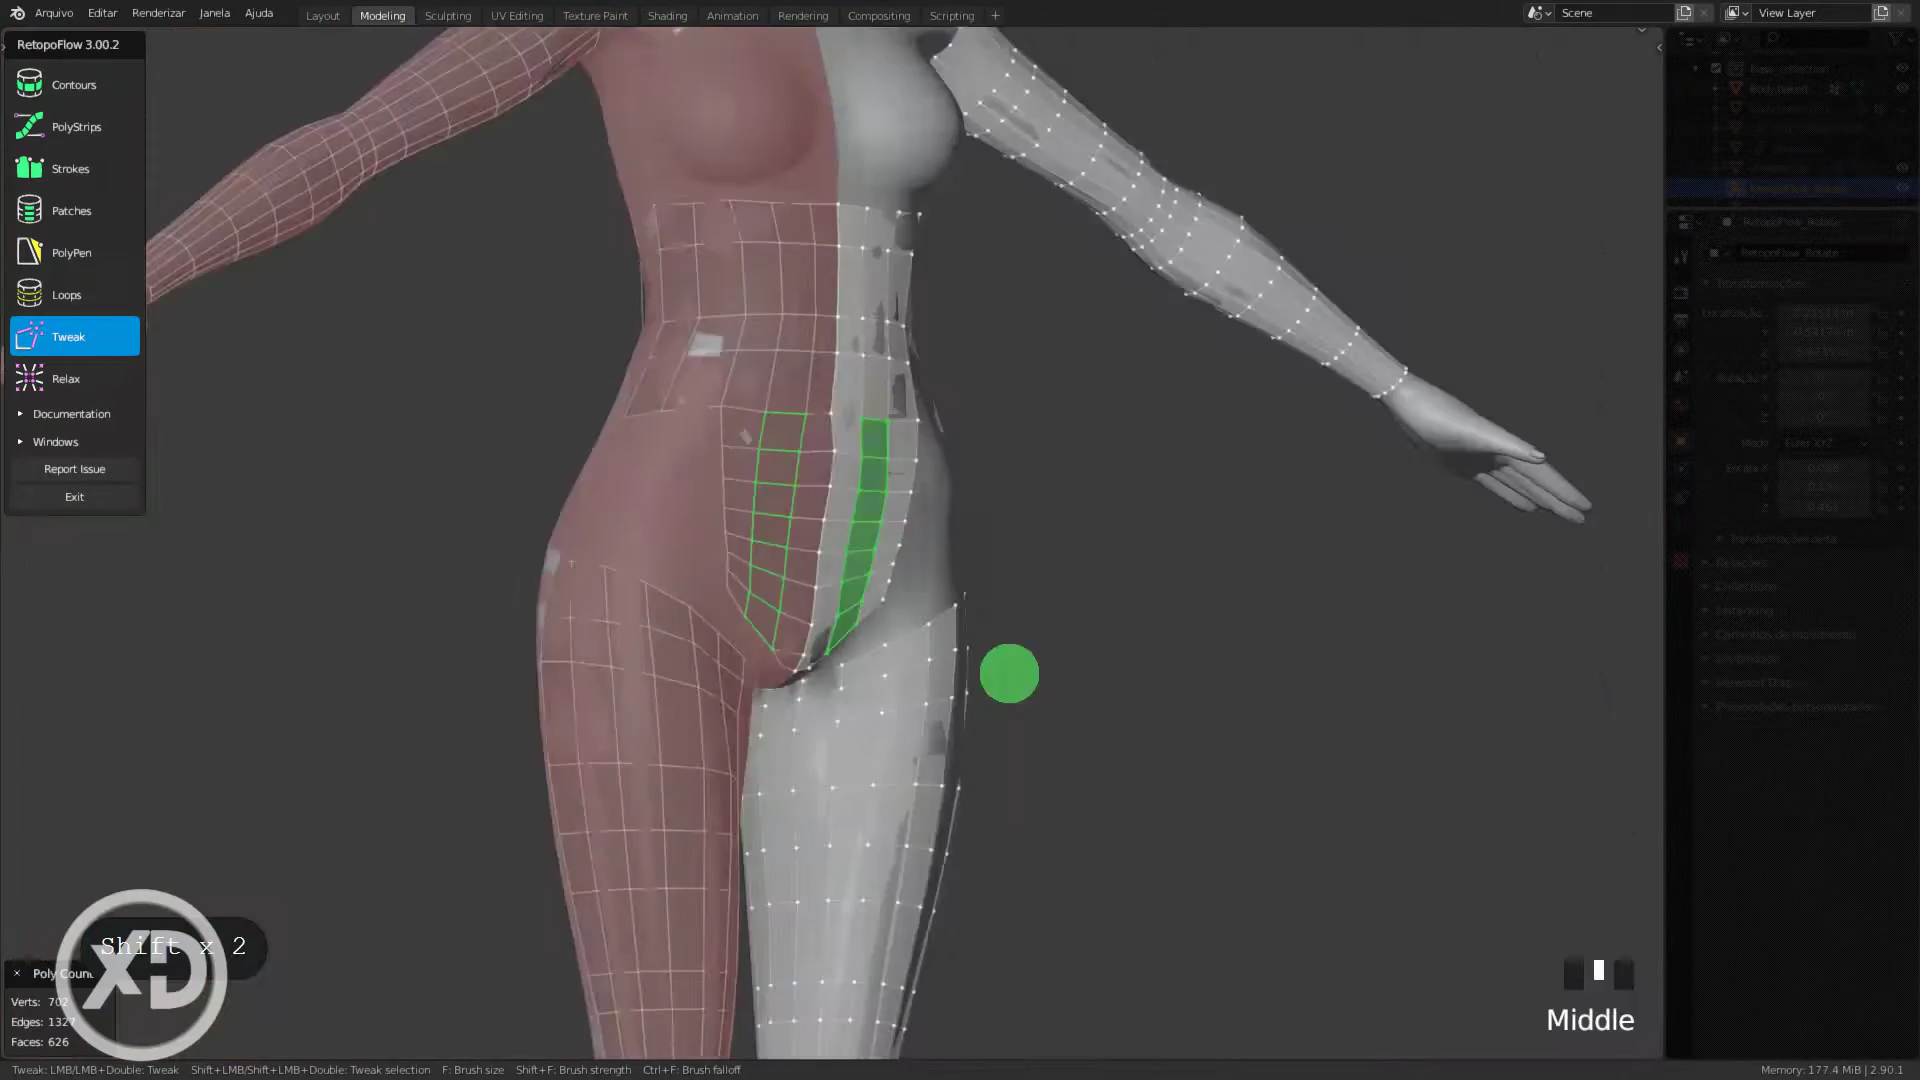 Arquivo Editar Renderizar Janela Ajuda Layout Modeling Sculpting UV Editing Texture Paint Shading Animation Rendering Compositing Scripting + Scene View Layer
RetopoFlow 3.00.2
Contours
PolyStrips
Strokes
Patches
PolyPen
Loops
Tweak
Relax
Documentation
Windows
Report Issue
Exit
RetopoFlow_Rotate
RetopoFlow_Rotate
Shift x 2
XD
Poly Coun
Verts: 702
Edges: 1327
Faces: 626
Middle
Tweak: LMB/LMB+Double: Tweak Shift+LMB/Shift+LMB+Double: Tweak selection F: Brush size Shift+F: Brush strength Ctrl+F: Brush falloff Memory: 177.4 MiB | 2.90.1